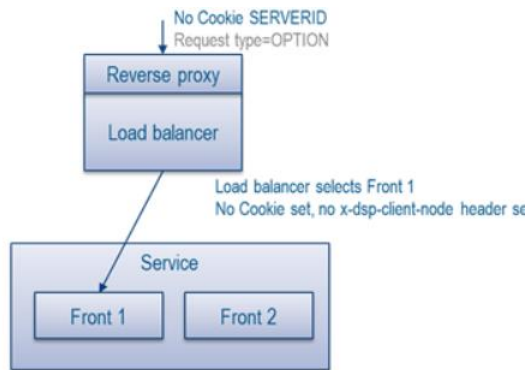 No Cookie SERVERID
Request type=OPTION
Reverse proxy
Load balancer
Load balancer selects Front 1
No Cookie set, no x-dsp-client-node header se
Service
Front 1
Front 2